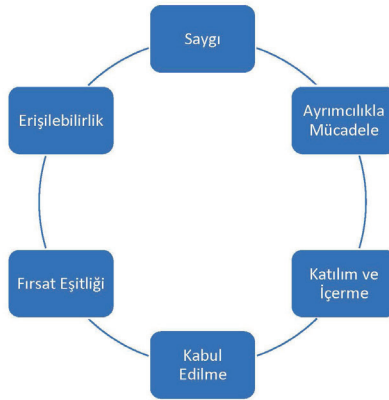 Saygı
Ayrımcılıkla
Mücadele
Katılım ve
İçerme
Kabul
Edilme
Fırsat Eşitliği
Erişilebilirlik